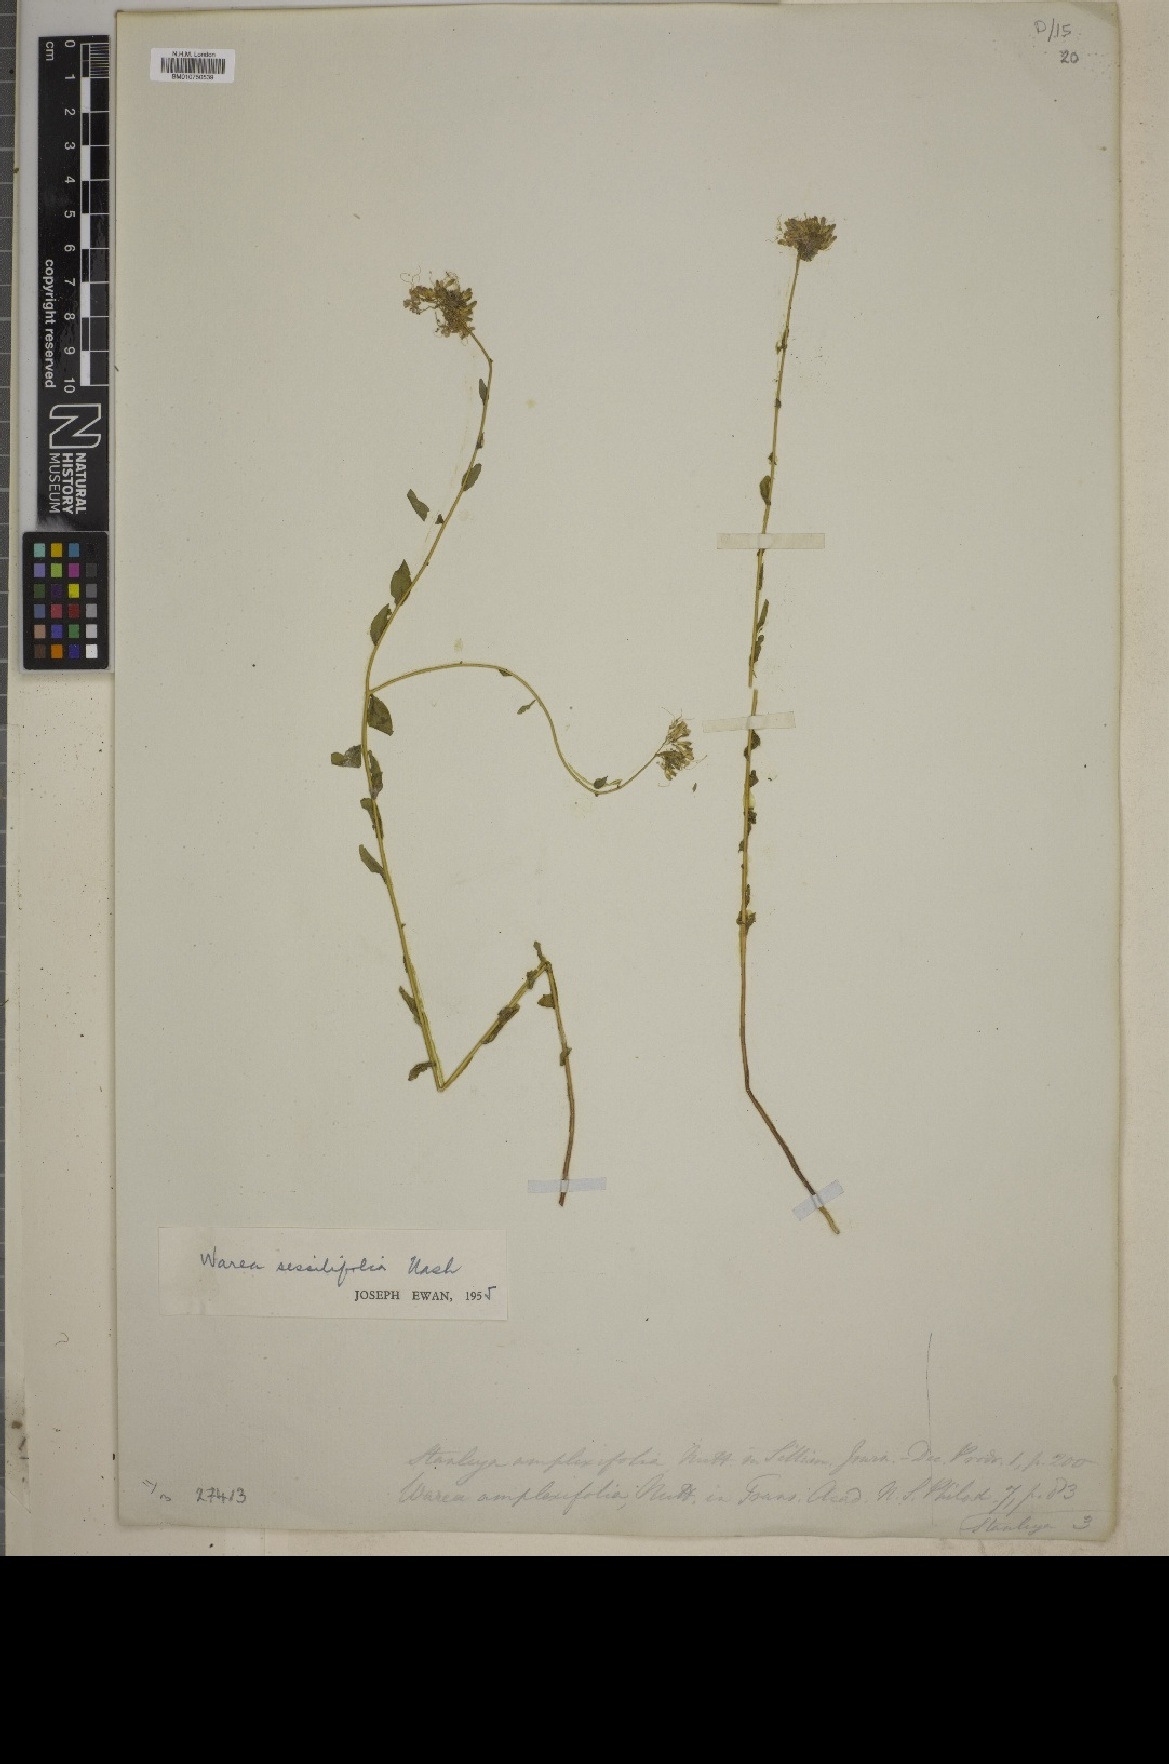 D/15
20
N.H.M. London
0
cm
1
2
3
4
5
6
7
8
9
10
copyright reserved
NATURAL
HISTORY
MUSEUM
Warea sessilifolia Nash
JOSEPH EWAN, 1955
Stanleya amplexifolia Nutt. in Sillim. Journ. - Dec. Prodr. 1, p. 200
Warea amplexifolia, Nutt. in Trans. Acad. N. S. Philad. 7, p. 83
27413
Stanleya 3